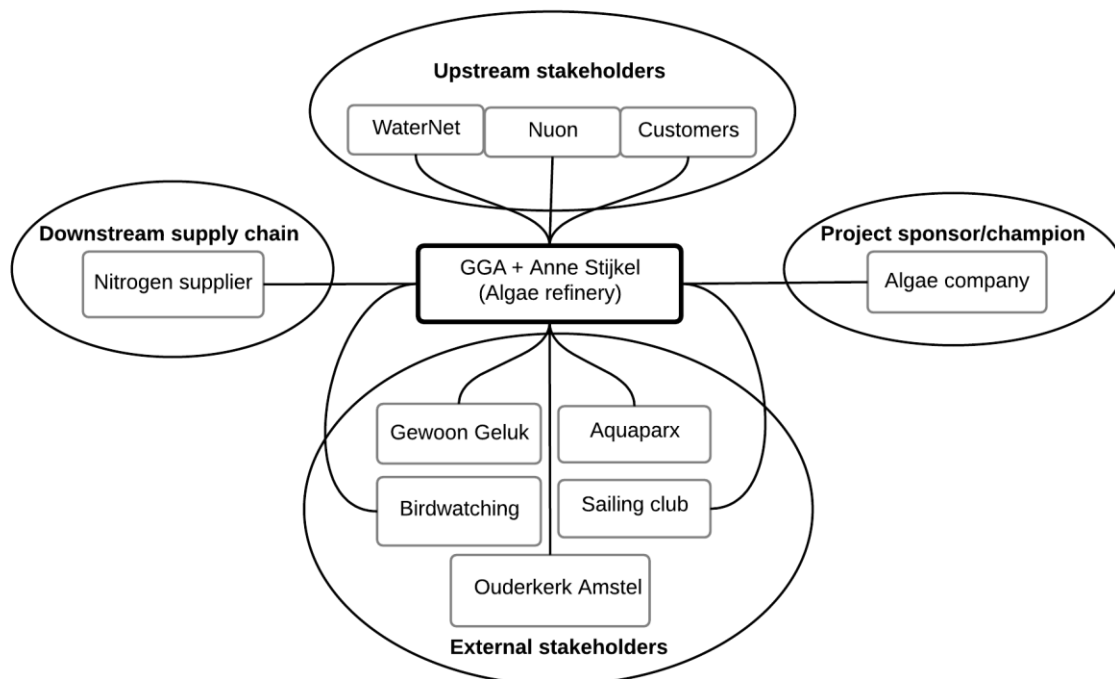 Upstream stakeholders
WaterNet
Nuon
Customers
Downstream supply chain
Nitrogen supplier
GGA + Anne Stijkel
(Algae refinery)
Project sponsor/champion
Algae company
Gewoon Geluk
Aquaparx
Birdwatching
Sailing club
Ouderkerk Amstel
External stakeholders